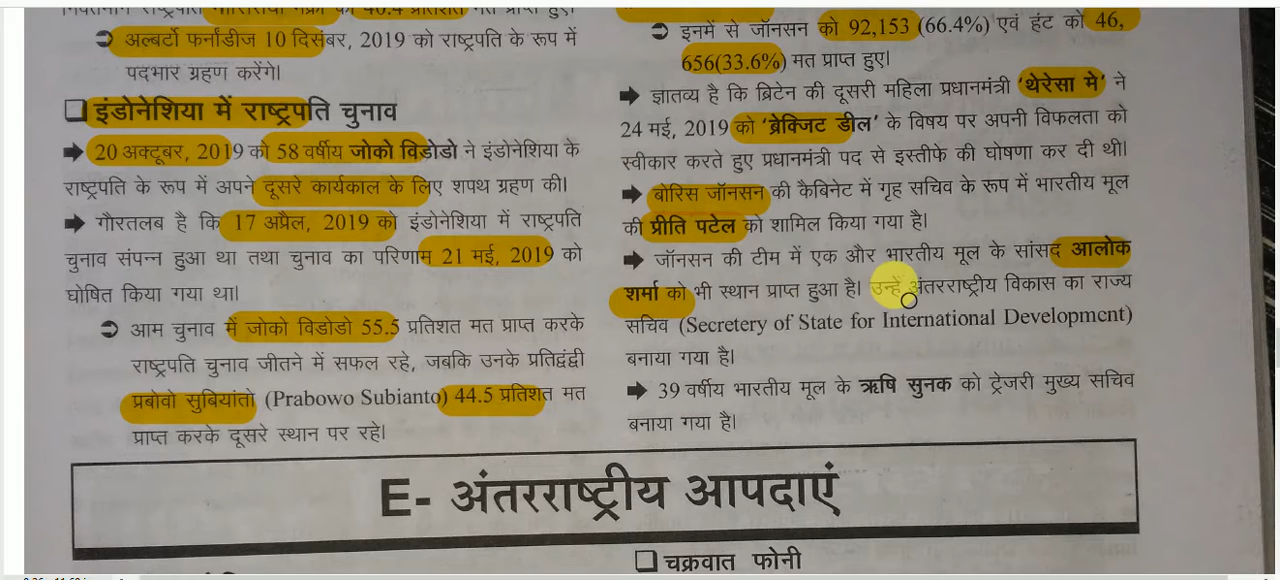 को 40.4 प्रतिशत मत प्राप्त हुए।
➲ अल्बर्टो फर्नांडीज 10 दिसंबर, 2019 को राष्ट्रपति के रूप में
पदभार ग्रहण करेंगे।
❑ इंडोनेशिया में राष्ट्रपति चुनाव
➡ 20 अक्टूबर, 2019 को 58 वर्षीय जोको विडोडो ने इंडोनेशिया के
राष्ट्रपति के रूप में अपने दूसरे कार्यकाल के लिए शपथ ग्रहण की।
➡ गौरतलब है कि 17 अप्रैल, 2019 को इंडोनेशिया में राष्ट्रपति
चुनाव संपन्न हुआ था तथा चुनाव का परिणाम 21 मई, 2019 को
घोषित किया गया था।
➲ आम चुनाव में जोको विडोडो 55.5 प्रतिशत मत प्राप्त करके
राष्ट्रपति चुनाव जीतने में सफल रहे, जबकि उनके प्रतिद्वंद्वी
प्रबोवो सुबियांतो (Prabowo Subianto) 44.5 प्रतिशत मत
प्राप्त करके दूसरे स्थान पर रहे।
➲ इनमें से जॉनसन को 92,153 (66.4%) एवं हंट को 46,
656(33.6%) मत प्राप्त हुए।
➡ ज्ञातव्य है कि ब्रिटेन की दूसरी महिला प्रधानमंत्री 'थेरेसा मे' ने
24 मई, 2019 को 'ब्रेक्जिट डील' के विषय पर अपनी विफलता को
स्वीकार करते हुए प्रधानमंत्री पद से इस्तीफे की घोषणा कर दी थी।
➡ बोरिस जॉनसन की कैबिनेट में गृह सचिव के रूप में भारतीय मूल
की प्रीति पटेल को शामिल किया गया है।
➡ जॉनसन की टीम में एक और भारतीय मूल के सांसद आलोक
शर्मा को भी स्थान प्राप्त हुआ है। उन्हें अंतरराष्ट्रीय विकास का राज्य
सचिव (Secretery of State for International Development)
बनाया गया है।
➡ 39 वर्षीय भारतीय मूल के ऋषि सुनक को ट्रेजरी मुख्य सचिव
बनाया गया है।
E- अंतरराष्ट्रीय आपदाएं
❑ चक्रवात फोनी